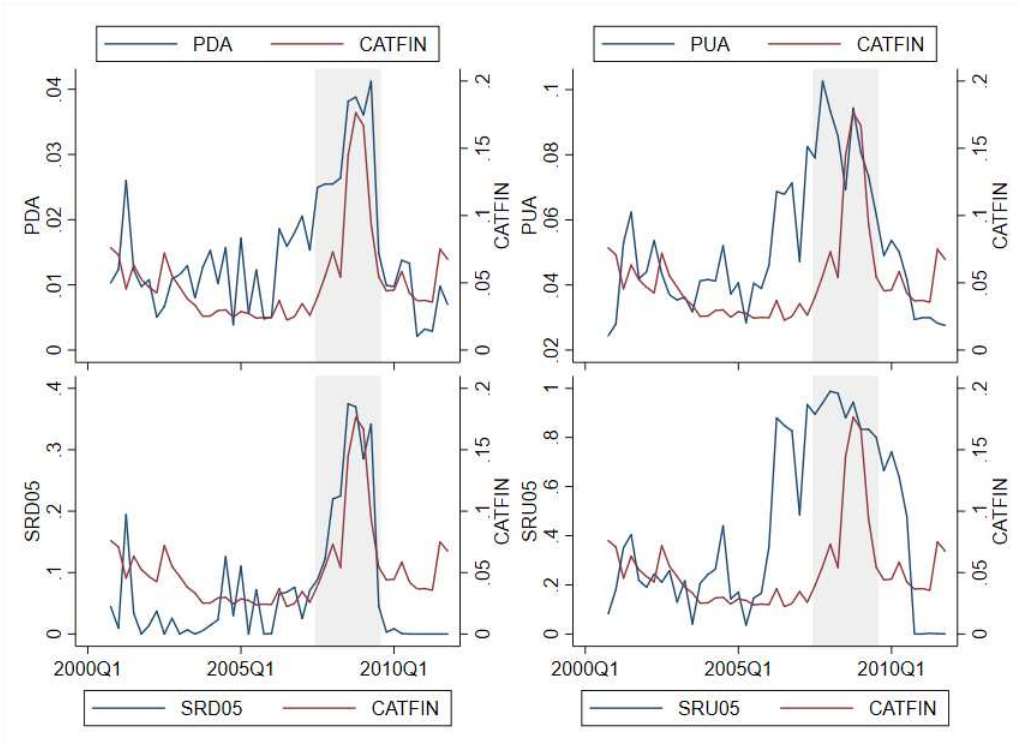 PDA CATFIN
PUA CATFIN
.04
.03
.02
.01
0
PDA
.2
.15
.1
.05
0
CATFIN
.1
.08
.06
.04
.02
PUA
.2
.15
.1
.05
0
CATFIN
.4
.3
.2
.1
0
SRD05
.2
.15
.1
.05
0
CATFIN
1
.8
.6
.4
.2
0
SRU05
.2
.15
.1
.05
0
CATFIN
2000Q1 2005Q1 2010Q1
2000Q1 2005Q1 2010Q1
SRD05 CATFIN
SRU05 CATFIN